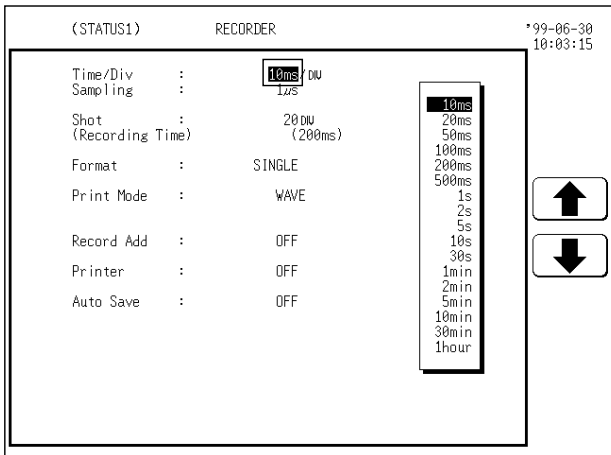 (STATUS1) RECORDER '99-06-30
10:03:15
Time/Div : 10ms/DIV
Sampling : 1µs
Shot : 20DIV
(Recording Time) (200ms)
Format : SINGLE
Print Mode : WAVE
Record Add : OFF
Printer : OFF
Auto Save : OFF
10ms
20ms
50ms
100ms
200ms
500ms
1s
2s
5s
10s
30s
1min
2min
5min
10min
30min
1hour